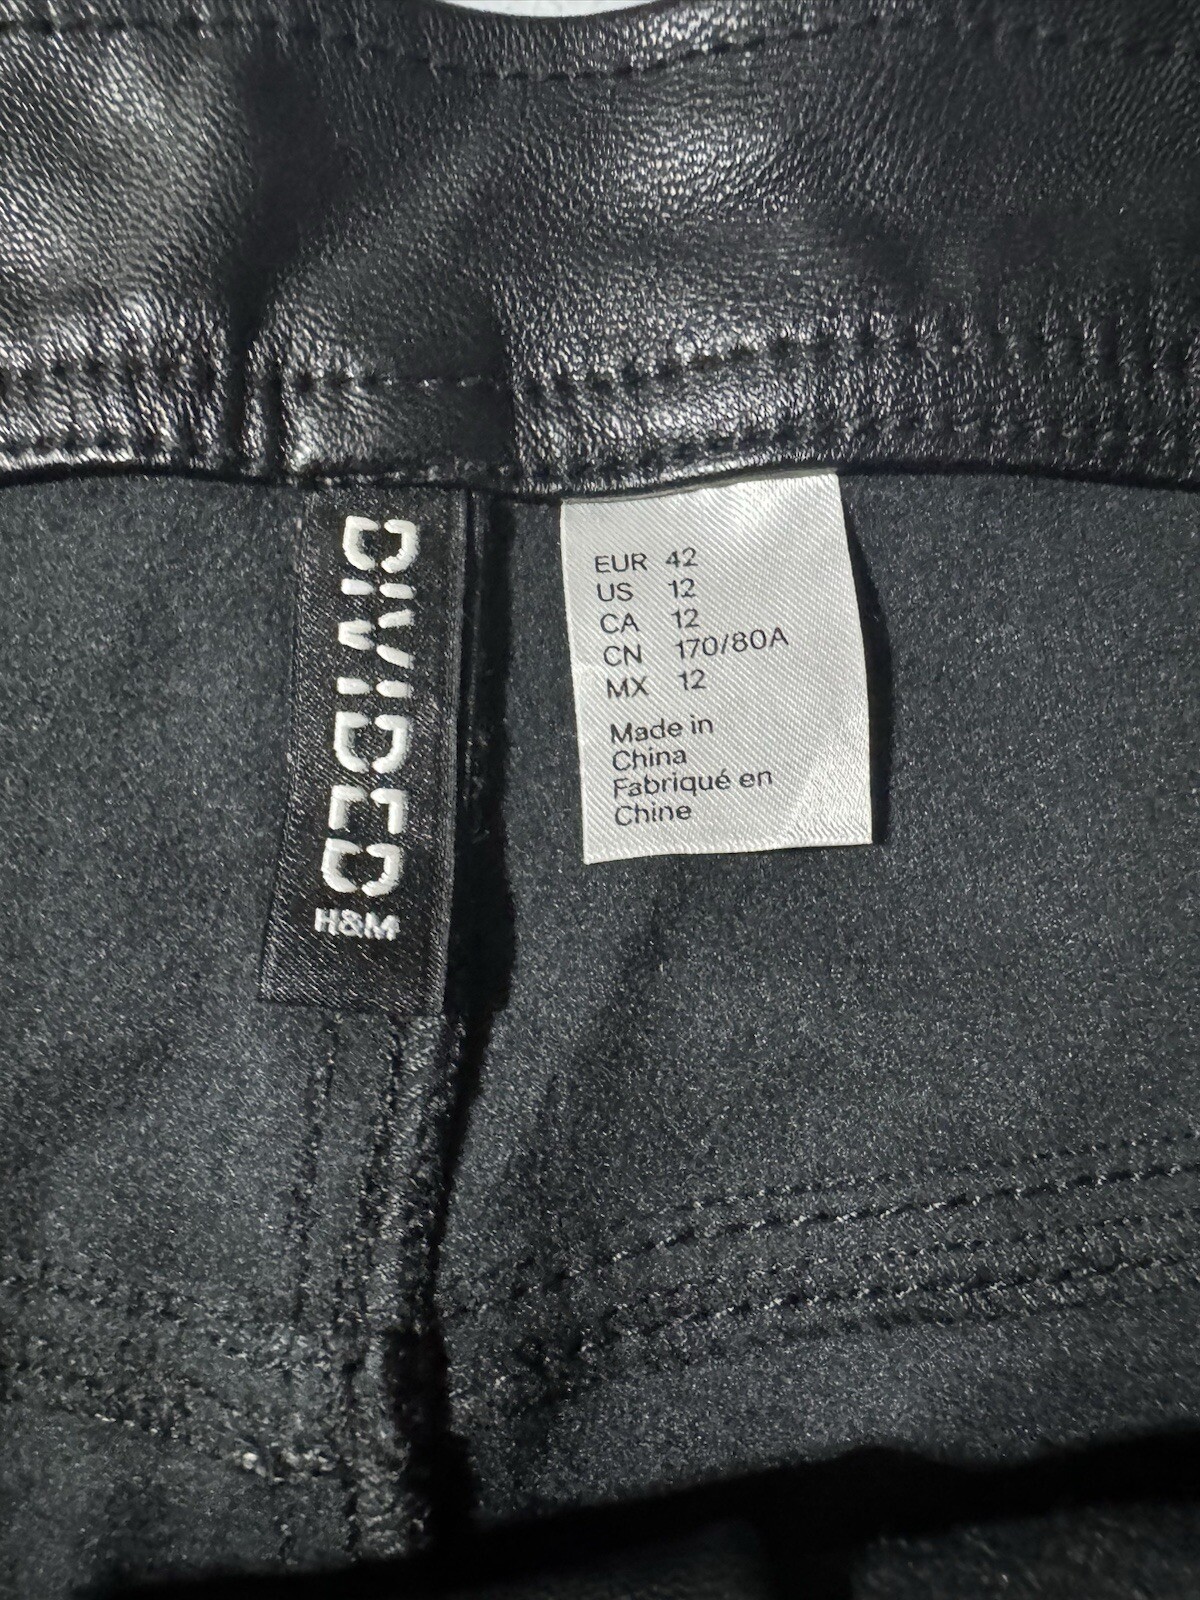 DIVIDED
H&M
EUR 42
US 12
CA 12
CN 170/80A
MX 12
Made in
China
Fabriqué en
Chine